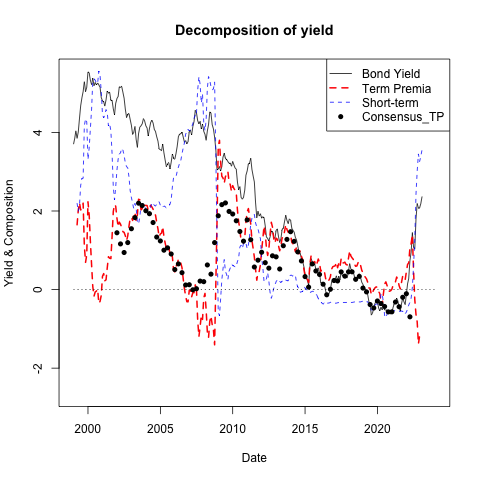 Decomposition of yield
Bond Yield
Term Premia
Short-term
Consensus_TP
Yield & Composition
4
2
0
-2
2000 2005 2010 2015 2020
Date